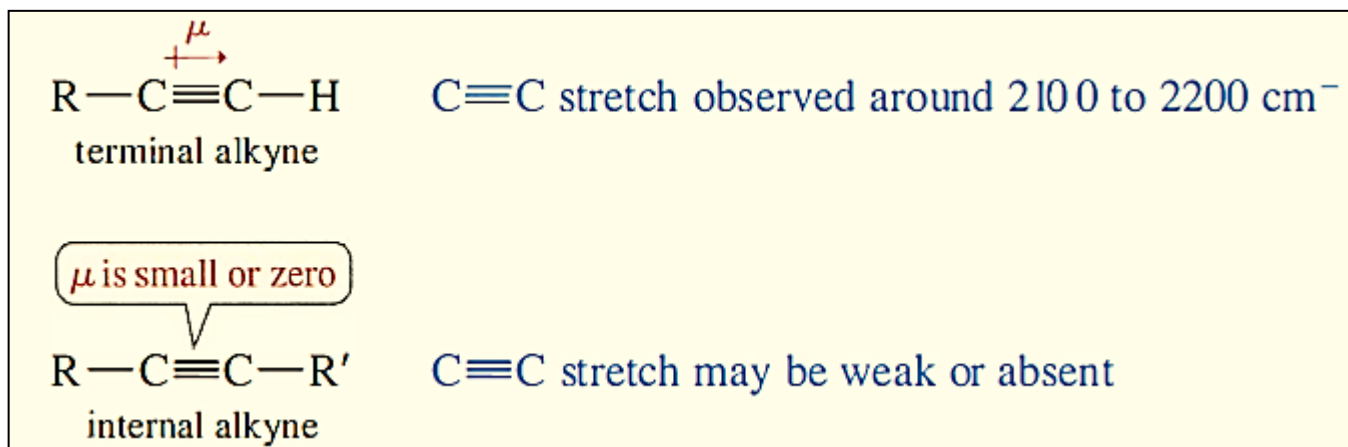 μ
R—C≡C—H C≡C stretch observed around 2100 to 2200 cm⁻
terminal alkyne
μ is small or zero
R—C≡C—R′ C≡C stretch may be weak or absent
internal alkyne